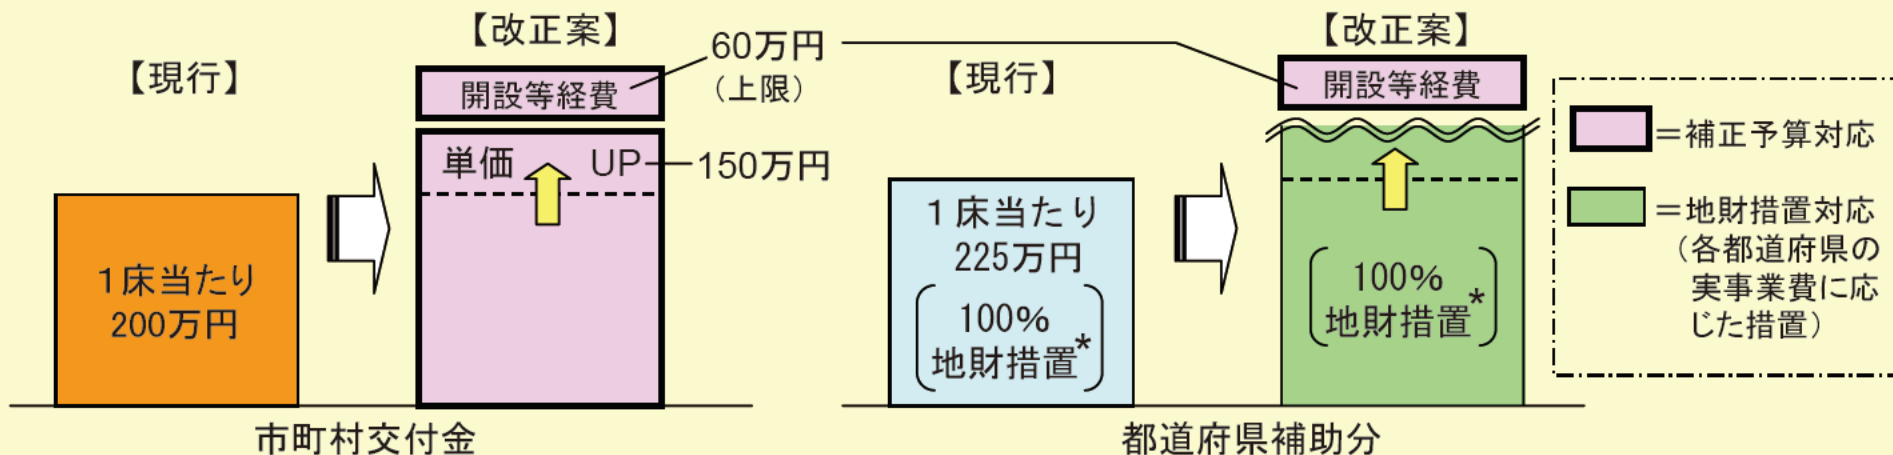 【現行】
【改正案】
60万円
（上限）
開設等経費
単価 UP
150万円
1床当たり
200万円
市町村交付金
【現行】
【改正案】
開設等経費
1床当たり
225万円
100%
地財措置*
100%
地財措置*
都道府県補助分
＝補正予算対応
＝地財措置対応
（各都道府県の
実事業費に応
じた措置）